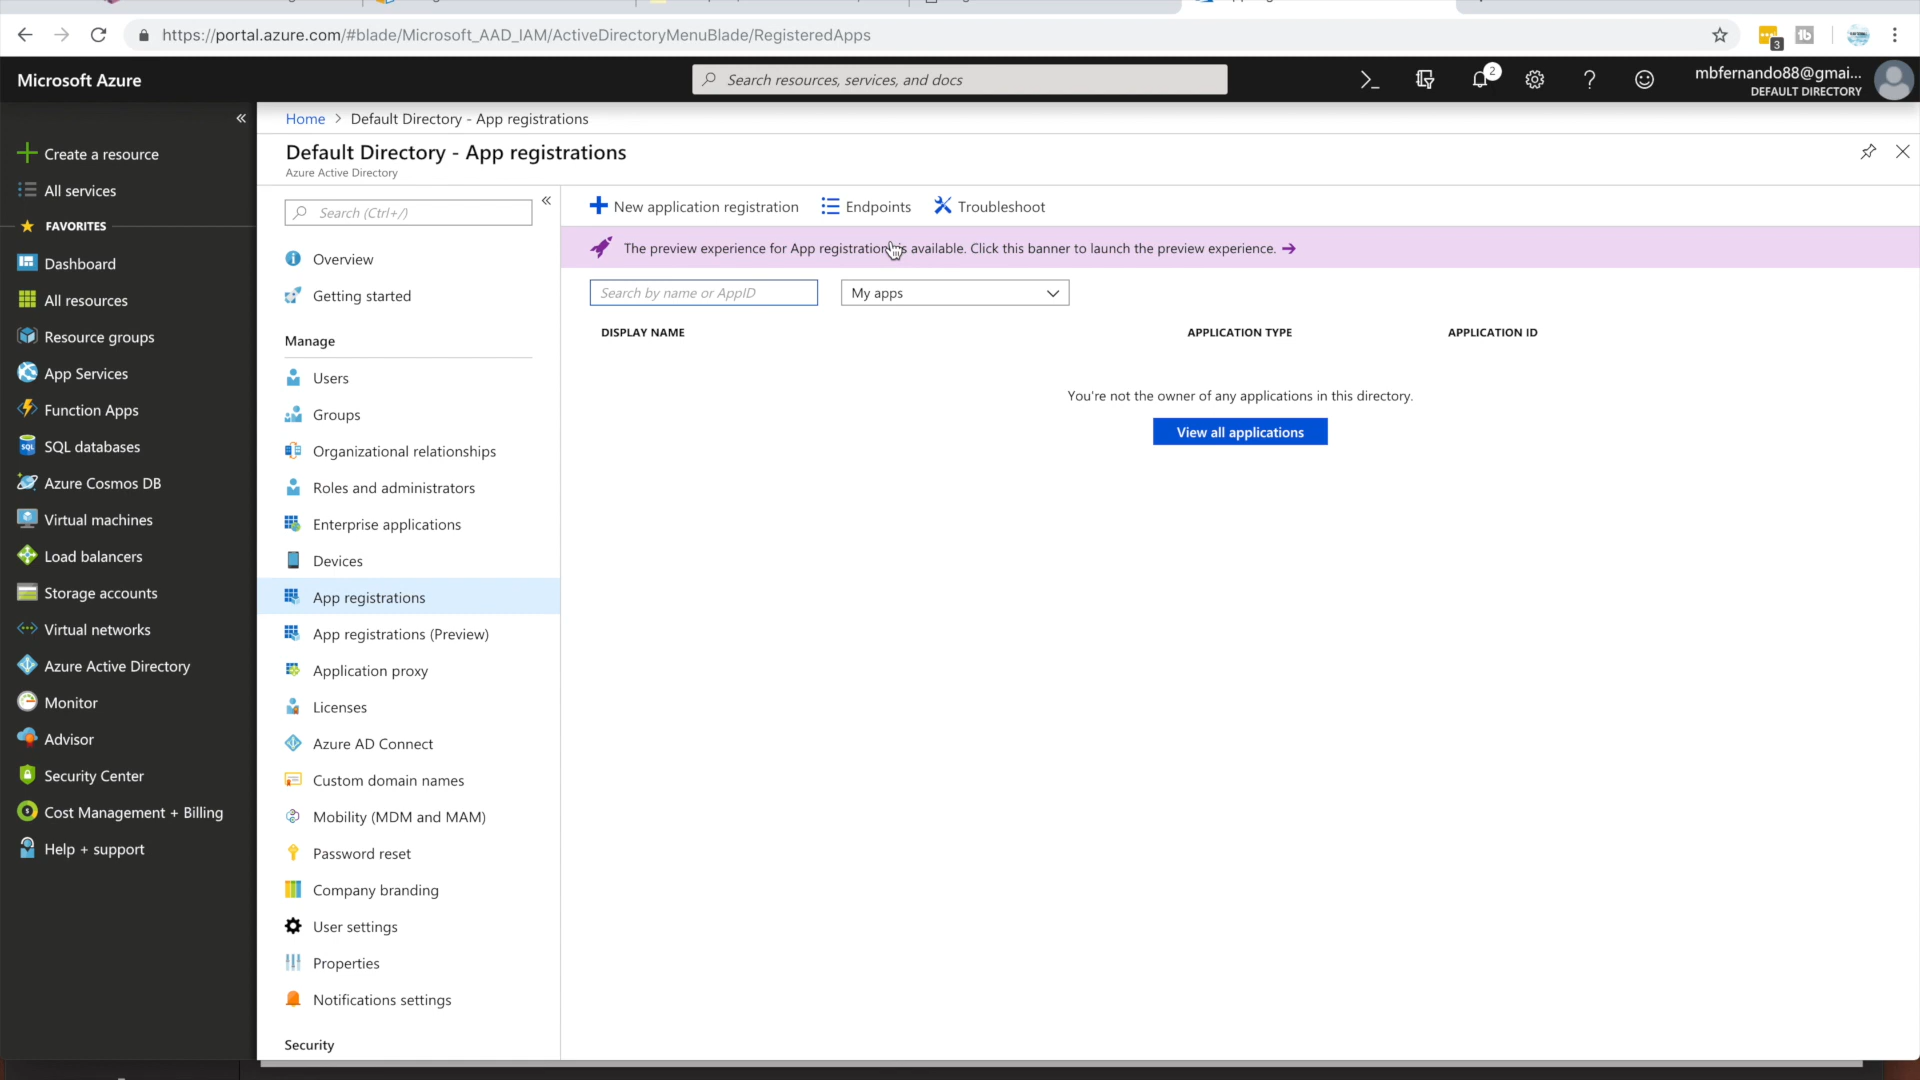 https://portal.azure.com/#blade/Microsoft_AAD_IAM/ActiveDirectoryMenuBlade/RegisteredApps
3
Microsoft Azure
Search resources, services, and docs
2
mbfernando88@gmai...
DEFAULT DIRECTORY
Create a resource
All services
FAVORITES
Dashboard
All resources
Resource groups
App Services
Function Apps
SQL databases
Azure Cosmos DB
Virtual machines
Load balancers
Storage accounts
Virtual networks
Azure Active Directory
Monitor
Advisor
Security Center
Cost Management + Billing
Help + support
Home > Default Directory - App registrations
Default Directory - App registrations
Azure Active Directory
Search (Ctrl+/)
Overview
Getting started
Manage
Users
Groups
Organizational relationships
Roles and administrators
Enterprise applications
Devices
App registrations
App registrations (Preview)
Application proxy
Licenses
Azure AD Connect
Custom domain names
Mobility (MDM and MAM)
Password reset
Company branding
User settings
Properties
Notifications settings
Security
New application registration
Endpoints
Troubleshoot
The preview experience for App registrations is available. Click this banner to launch the preview experience. →
Search by name or AppID
My apps
DISPLAY NAME
APPLICATION TYPE
APPLICATION ID
You're not the owner of any applications in this directory.
View all applications